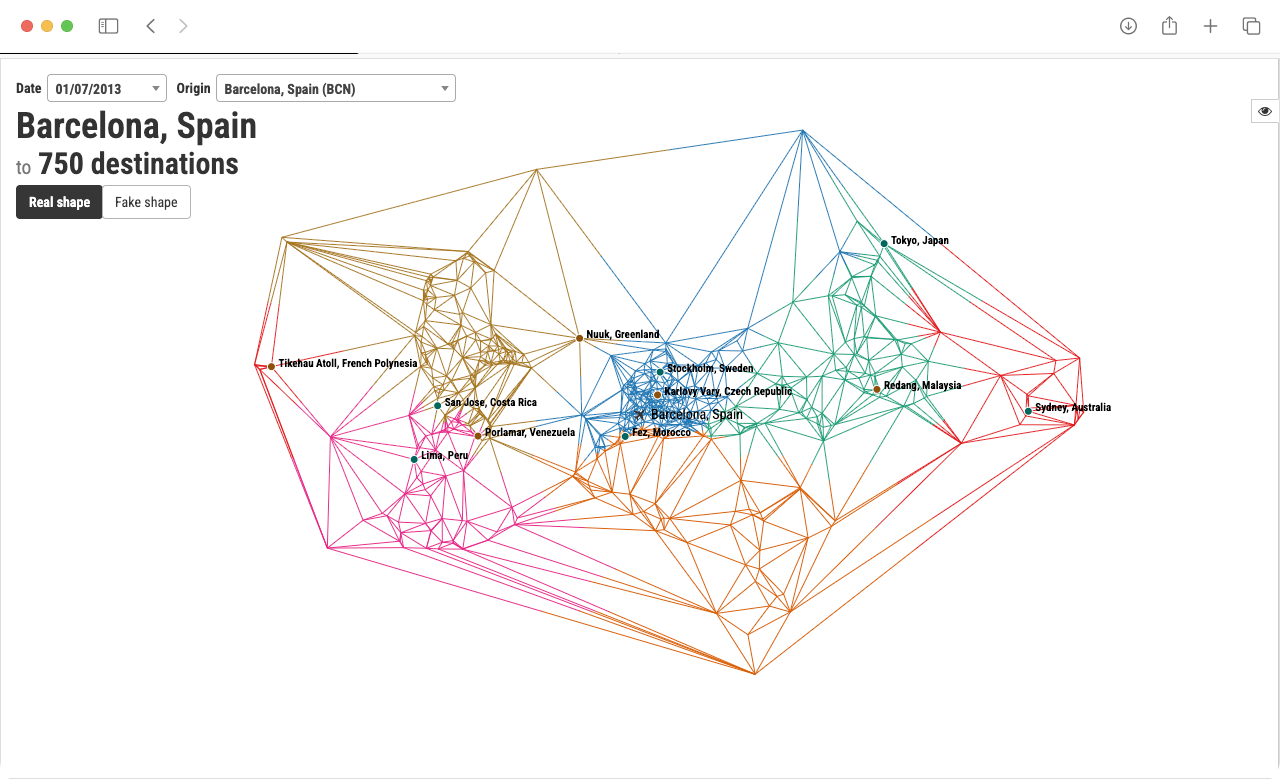 Date 01/07/2013 Origin Barcelona, Spain (BCN)
Barcelona, Spain
to 750 destinations
Real shape Fake shape
Tokyo, Japan
Nuuk, Greenland
Tikehau Atoll, French Polynesia
Stockholm, Sweden
Redang, Malaysia
Karlovy Vary, Czech Republic
San Jose, Costa Rica
Sydney, Australia
Barcelona, Spain
Porlamar, Venezuela
Fez, Morocco
Lima, Peru